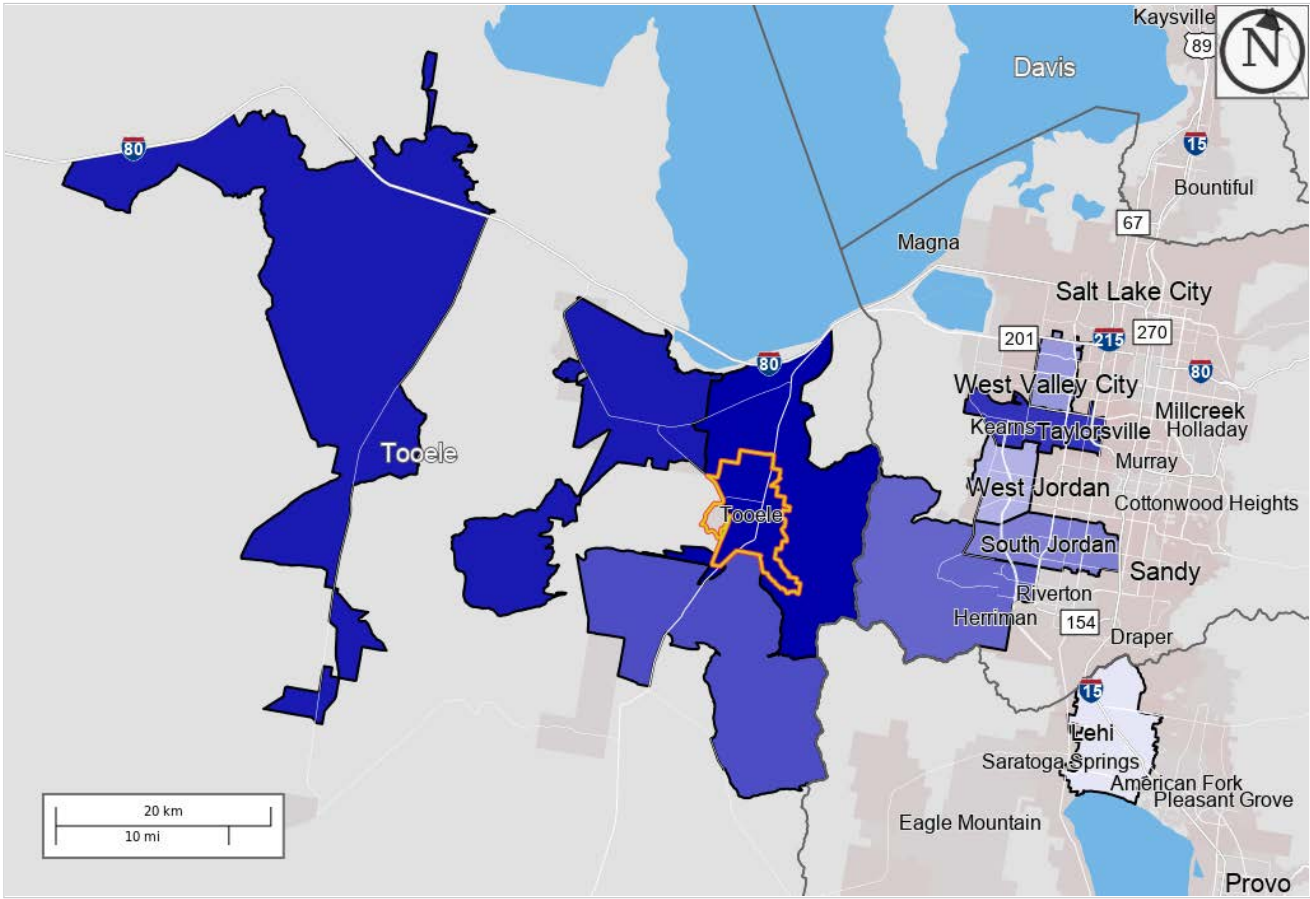 Kaysville
89
N
Davis
80
15
Bountiful
67
Magna
Salt Lake City
201
215
270
80
80
West Valley City
Millcreek
Kearns
Taylorsville
Holladay
Tooele
Murray
West Jordan
Cottonwood Heights
Tooele
South Jordan
Sandy
Riverton
Herriman
154
Draper
15
Lehi
Saratoga Springs
American Fork
Pleasant Grove
20 km
10 mi
Eagle Mountain
Provo